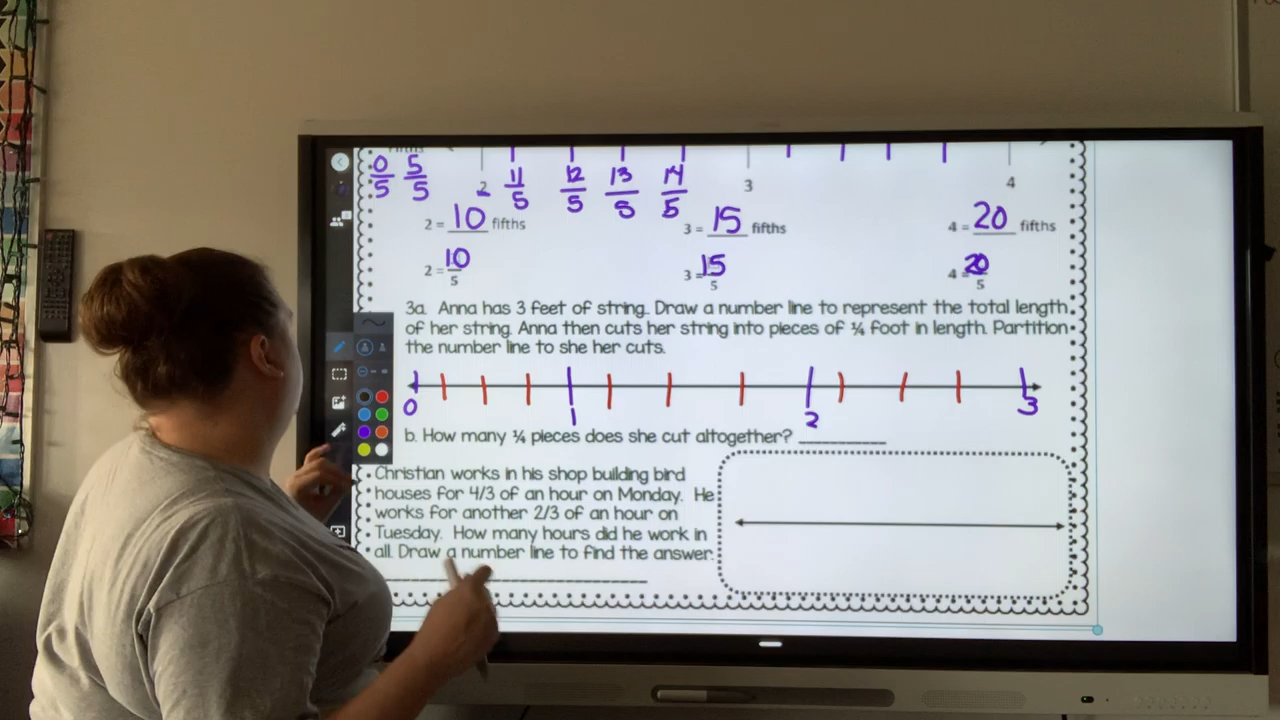 0/5 5/5 2 11/5 12/5 13/5 14/5 3 4
2 = 10 fifths 3 = 15 fifths 4 = 20 fifths
2 = 10/5 3 = 15/5 4 = 20/5
3a. Anna has 3 feet of string. Draw a number line to represent the total length
of her string. Anna then cuts her string into pieces of ¼ foot in length. Partition
the number line to she her cuts.
0 1 2 3
b. How many ¼ pieces does she cut altogether? ________
Christian works in his shop building bird
houses for 4/3 of an hour on Monday. He
works for another 2/3 of an hour on
Tuesday. How many hours did he work in
all. Draw a number line to find the answer.